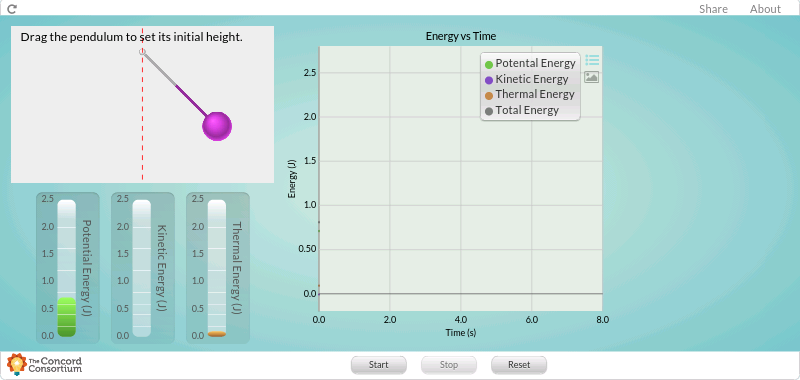 Share
About
Drag the pendulum to set its initial height.
Energy vs Time
Potental Energy
Kinetic Energy
Thermal Energy
Total Energy
2.5
2.0
1.5
1.0
0.50
0.0
Energy (J)
0.0
2.0
4.0
6.0
8.0
Time (s)
2.5
2.0
1.5
1.0
0.5
0.0
Potential Energy (J)
2.5
2.0
1.5
1.0
0.5
0.0
Kinetic Energy (J)
2.5
2.0
1.5
1.0
0.5
0.0
Thermal Energy (J)
The Concord
Consortium
Start
Stop
Reset